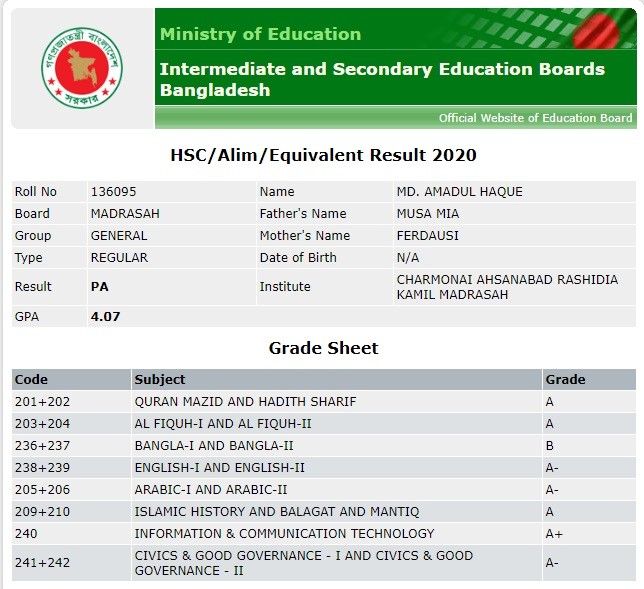 গণপ্রজাতন্ত্রী বাংলাদেশ
সরকার
Ministry of Education
Intermediate and Secondary Education Boards
Bangladesh
Official Website of Education Board
HSC/Alim/Equivalent Result 2020
Roll No 136095 Name MD. AMADUL HAQUE
Board MADRASAH Father's Name MUSA MIA
Group GENERAL Mother's Name FERDAUSI
Type REGULAR Date of Birth N/A
Result PA Institute CHARMONAI AHSANABAD RASHIDIA
KAMIL MADRASAH
GPA 4.07
Grade Sheet
Code Subject Grade
201+202 QURAN MAZID AND HADITH SHARIF A
203+204 AL FIQUH-I AND AL FIQUH-II A
236+237 BANGLA-I AND BANGLA-II B
238+239 ENGLISH-I AND ENGLISH-II A-
205+206 ARABIC-I AND ARABIC-II A-
209+210 ISLAMIC HISTORY AND BALAGAT AND MANTIQ A
240 INFORMATION & COMMUNICATION TECHNOLOGY A+
241+242 CIVICS & GOOD GOVERNANCE - I AND CIVICS & GOOD A-
GOVERNANCE - II